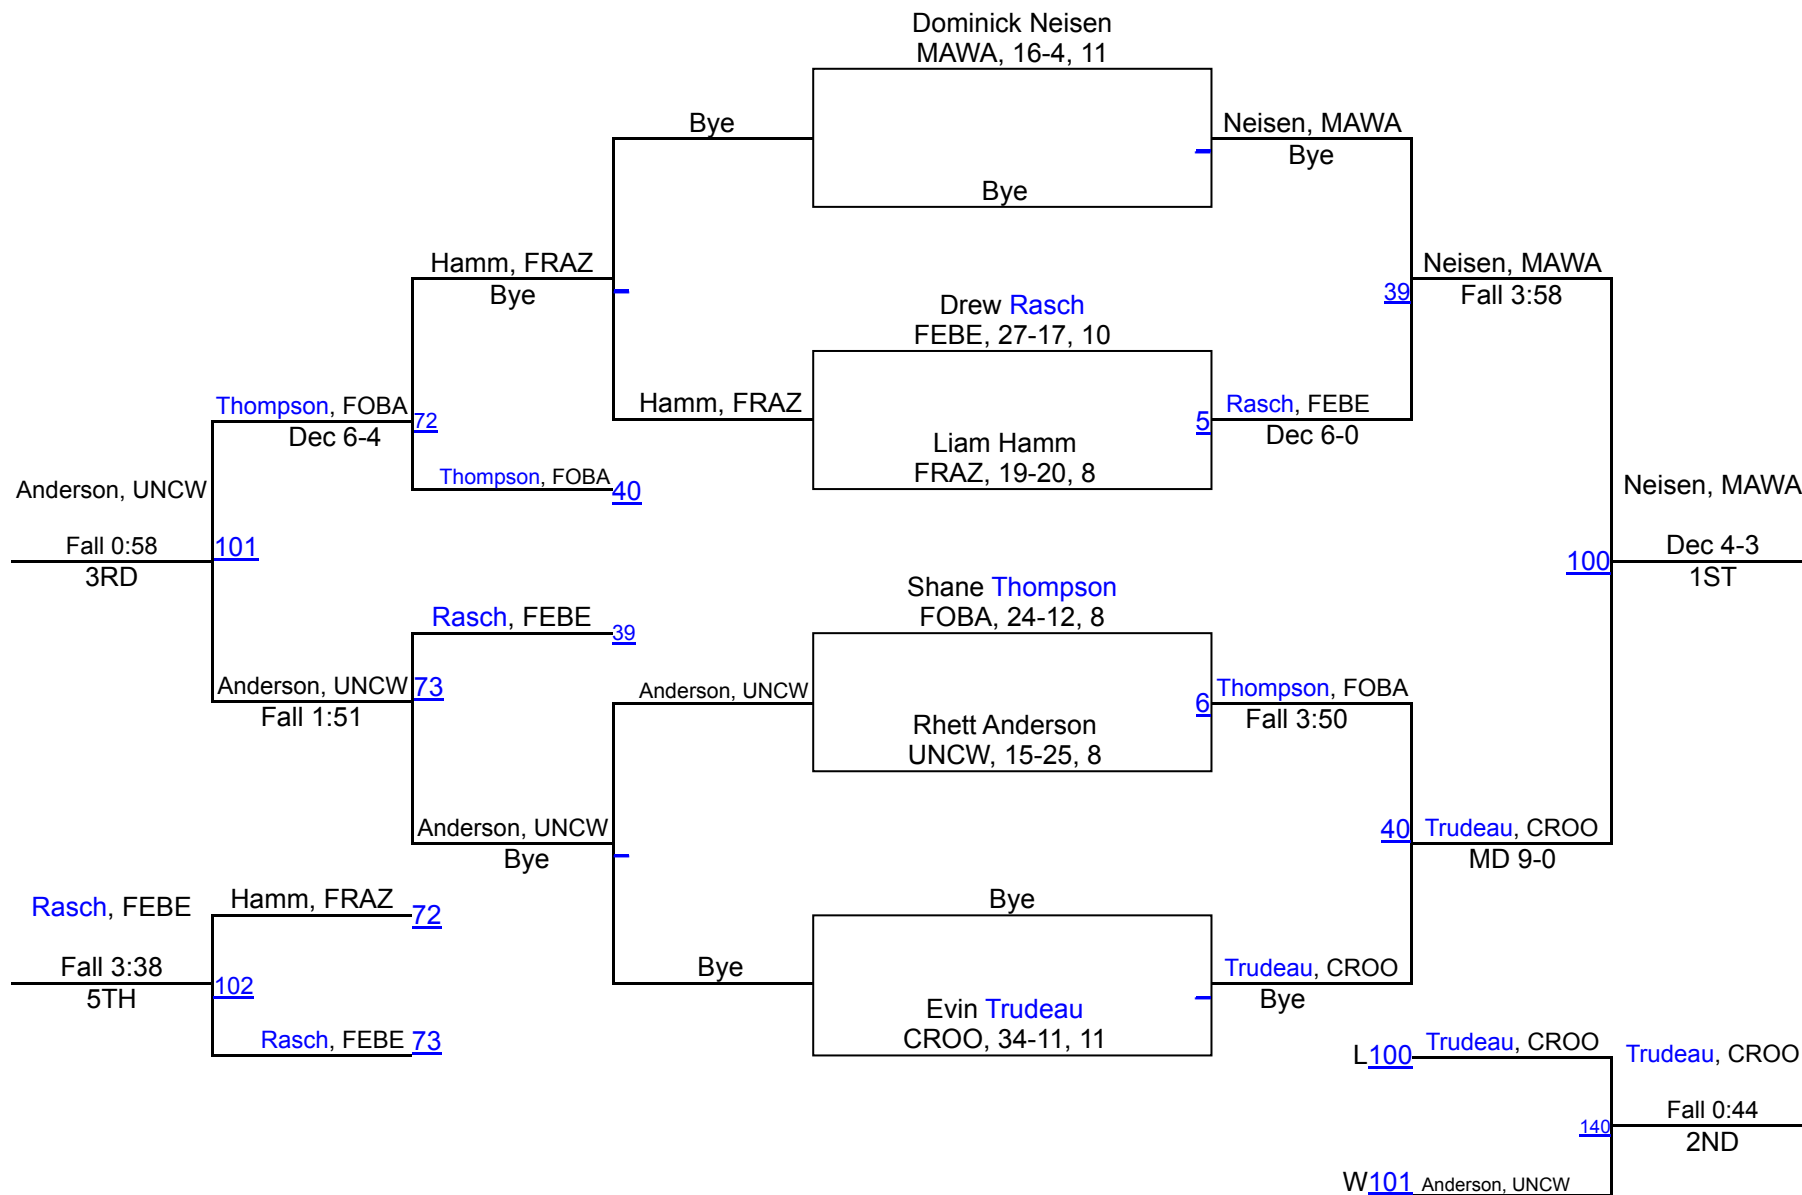 Dominick Neisen
MAWA, 16-4, 11
Bye
Neisen, MAWA
Bye
Bye
Hamm, FRAZ
Bye
Neisen, MAWA
39
Fall 3:58
Drew Rasch
FEBE, 27-17, 10
Thompson, FOBA
72
Dec 6-4
Hamm, FRAZ
Rasch, FEBE
5
Dec 6-0
Liam Hamm
FRAZ, 19-20, 8
Thompson, FOBA
40
Anderson, UNCW
Neisen, MAWA
Fall 0:58
101
3RD
100
Dec 4-3
1ST
Shane Thompson
FOBA, 24-12, 8
Rasch, FEBE
39
Anderson, UNCW
73
Fall 1:51
Anderson, UNCW
Thompson, FOBA
6
Fall 3:50
Rhett Anderson
UNCW, 15-25, 8
Anderson, UNCW
Bye
40
Trudeau, CROO
MD 9-0
Rasch, FEBE
Hamm, FRAZ
72
Bye
Fall 3:38
102
5TH
Bye
Trudeau, CROO
Bye
Evin Trudeau
CROO, 34-11, 11
Rasch, FEBE
73
L100
Trudeau, CROO
Trudeau, CROO
140
Fall 0:44
2ND
W101
Anderson, UNCW